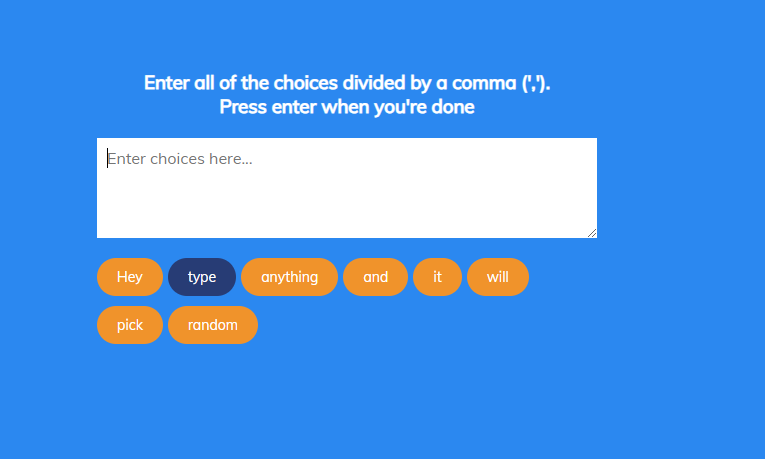 Enter all of the choices divided by a comma (',').
Press enter when you're done
Enter choices here...
Hey type anything and it will
pick random